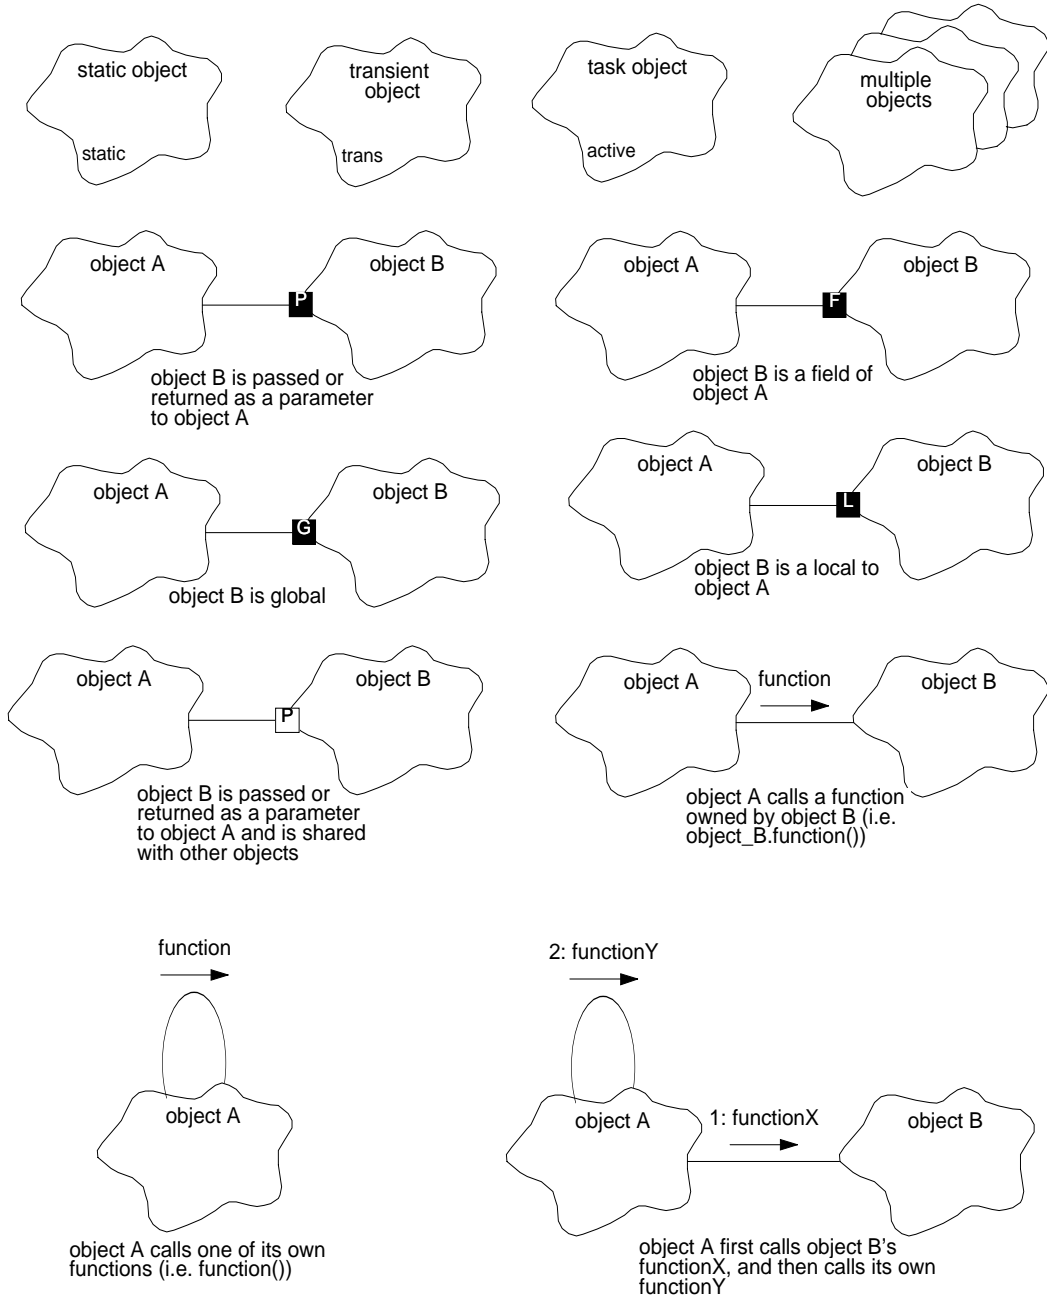 static object
static
transient
object
trans
task object
active
multiple
objects
object A
P
object B
object B is passed or
returned as a parameter
to object A
object A
F
object B
object B is a field of
object A
object A
G
object B
object B is global
object A
L
object B
object B is a local to
object A
object A
P
object B
object B is passed or
returned as a parameter
to object A and is shared
with other objects
object A
function
object B
object A calls a function
owned by object B (i.e.
object_B.function())
function
object A
object A calls one of its own
functions (i.e. function())
2: functionY
object A
1: functionX
object B
object A first calls object B's
functionX, and then calls its own
functionY